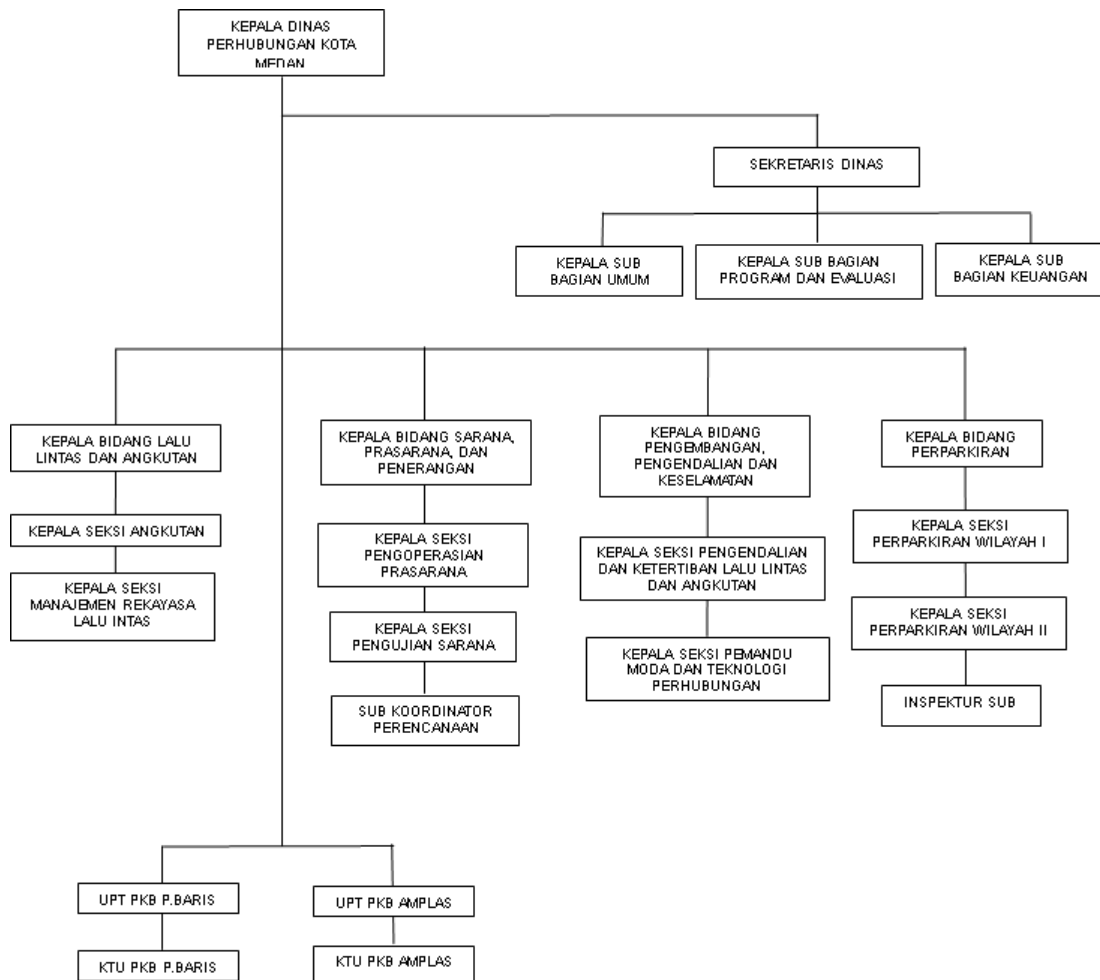 KEPALA DINAS
PERHUBUNGAN KOTA
MEDAN
SEKRETARIS DINAS
KEPALA SUB
BAGIAN UMUM
KEPALA SUB BAGIAN
PROGRAM DAN EVALUASI
KEPALA SUB
BAGIAN KEUANGAN
KEPALA BIDANG LALU
LINTAS DAN ANGKUTAN
KEPALA SEKSI ANGKUTAN
KEPALA SEKSI
MANAJEMEN REKAYASA
LALU INTAS
KEPALA BIDANG SARANA,
PRASARANA, DAN
PENERANGAN
KEPALA SEKSI
PENGOPERASIAN
PRASARANA
KEPALA SEKSI
PENGUJIAN SARANA
SUB KOORDINATOR
PERENCANAAN
KEPALA BIDANG
PENGEMBANGAN,
PENGENDALIAN DAN
KESELAMATAN
KEPALA SEKSI PENGENDALIAN
DAN KETERTIBAN LALU LINTAS
DAN ANGKUTAN
KEPALA SEKSI PEMANDU
MODA DAN TEKNOLOGI
PERHUBUNGAN
KEPALA BIDANG
PERPARKIRAN
KEPALA SEKSI
PERPARKIRAN WILAYAH I
KEPALA SEKSI
PERPARKIRAN WILAYAH II
INSPEKTUR SUB
UPT PKB P.BARIS
KTU PKB P.BARIS
UPT PKB AMPLAS
KTU PKB AMPLAS